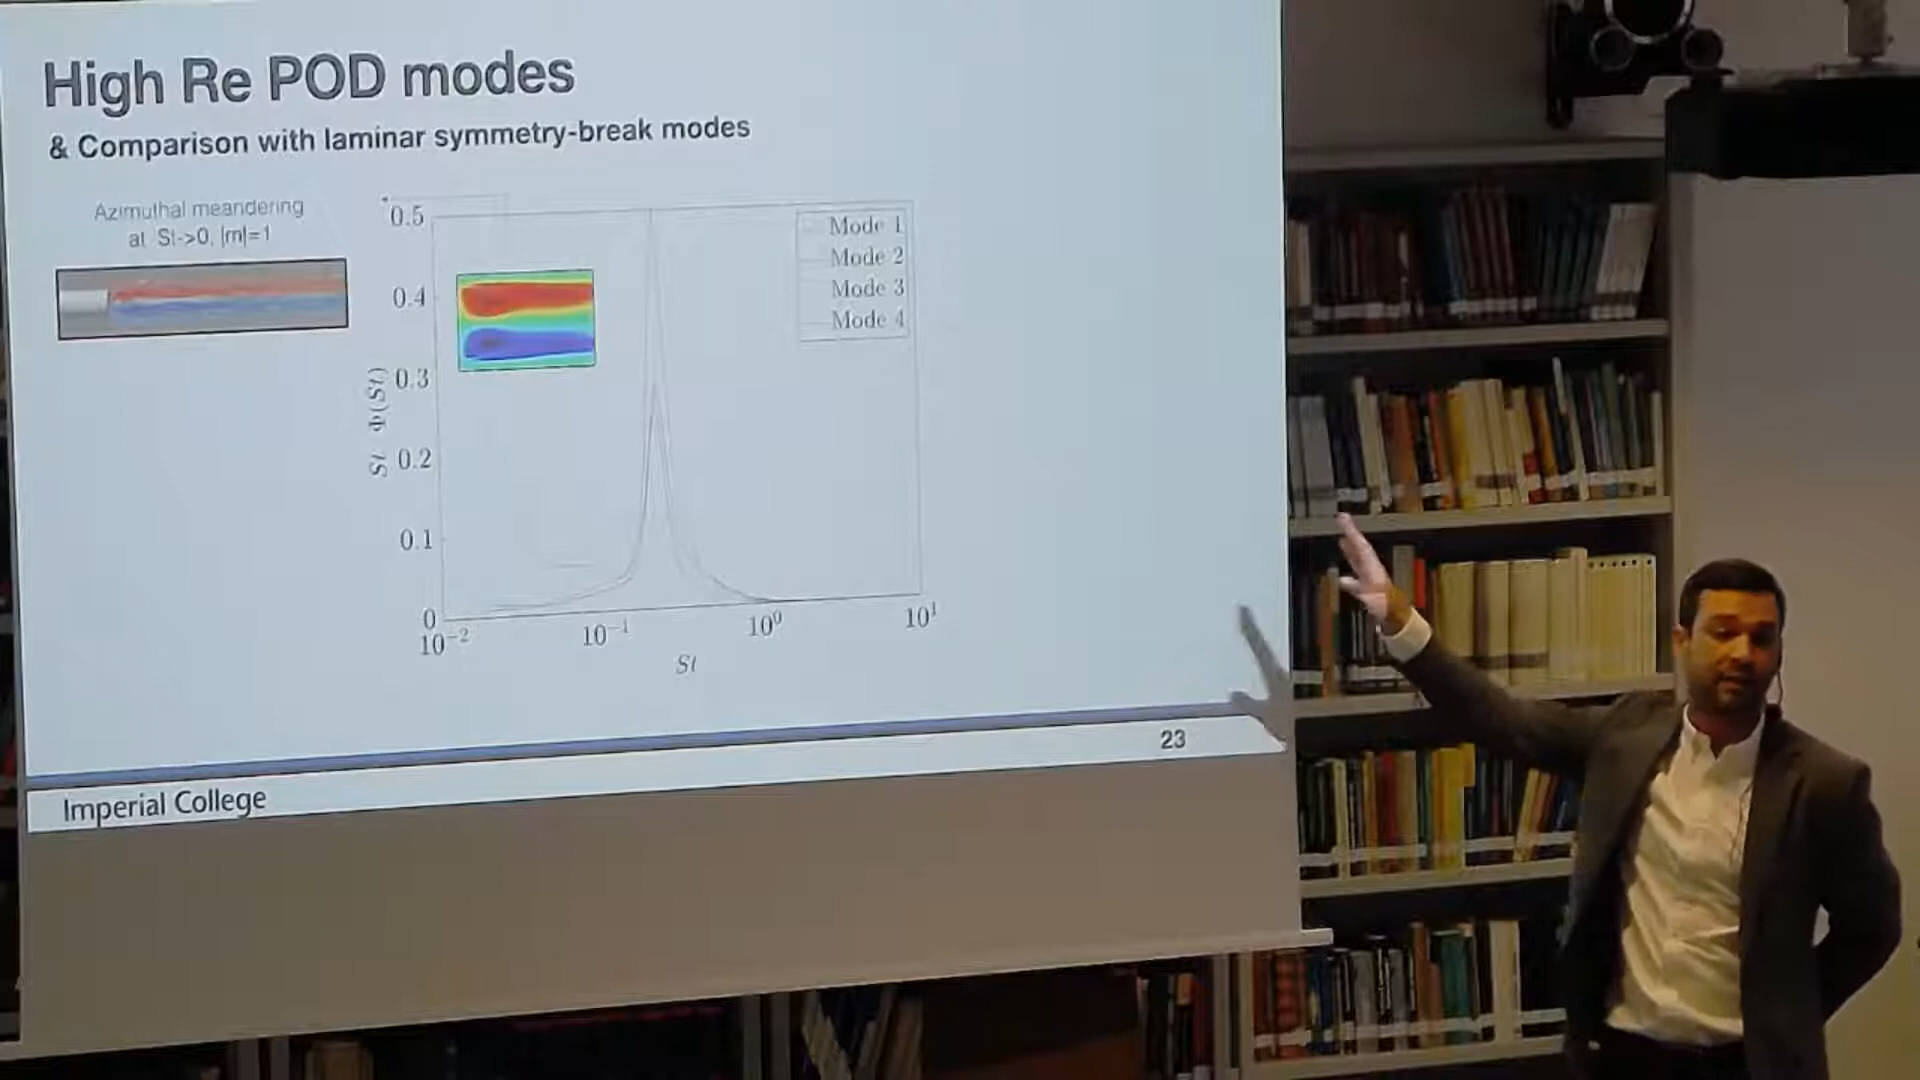 High Re POD modes
& Comparison with laminar symmetry-break modes
Azimuthal meandering
at St->0, |m|=1
0.5
0.4
0.3
0.2
0.1
0
St Φ(St)
Mode 1
Mode 2
Mode 3
Mode 4
10⁻² 10⁻¹ 10⁰ 10¹
St
23
Imperial College